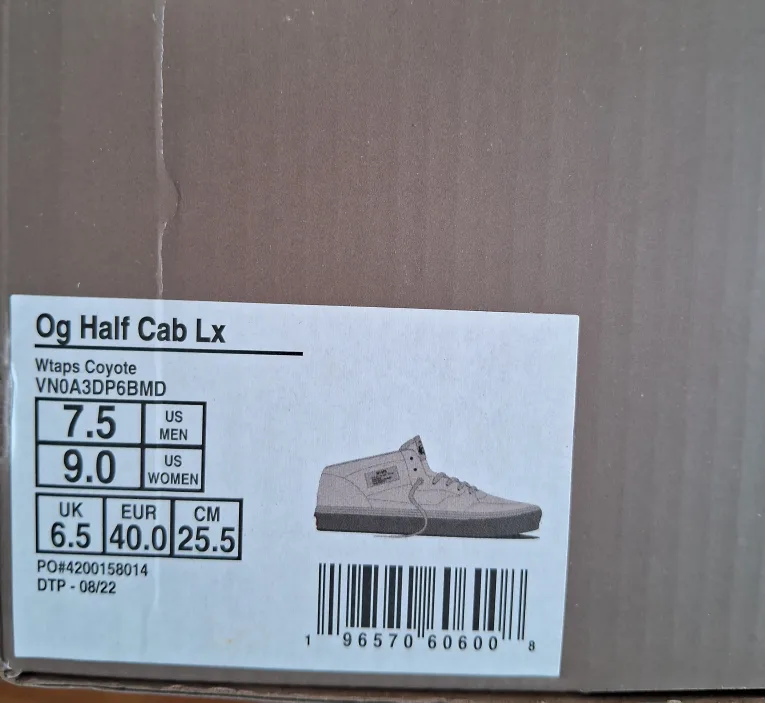 Og Half Cab Lx
Wtaps Coyote
VN0A3DP6BMD
7.5 US MEN
9.0 US WOMEN
UK EUR CM
6.5 40.0 25.5
PO#4200158014
DTP - 08/22
1 96570 60600 8